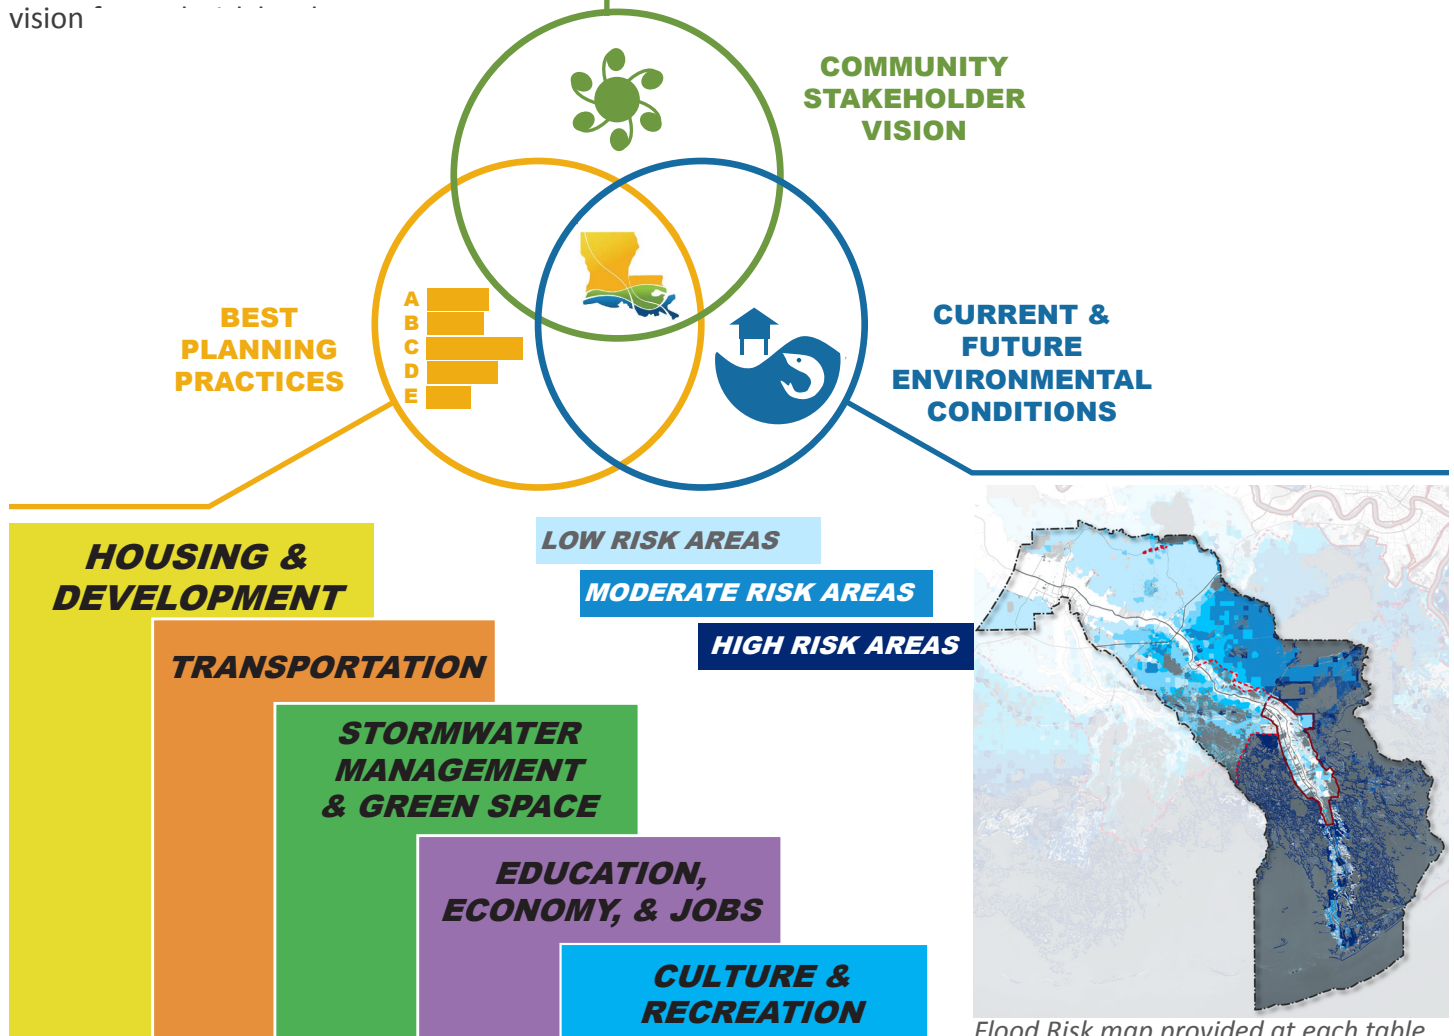 vision
COMMUNITY
STAKEHOLDER
VISION
BEST
PLANNING
PRACTICES
A
B
C
D
E
CURRENT &
FUTURE
ENVIRONMENTAL
CONDITIONS
HOUSING &
DEVELOPMENT
TRANSPORTATION
STORMWATER
MANAGEMENT
& GREEN SPACE
EDUCATION,
ECONOMY, & JOBS
CULTURE &
RECREATION
LOW RISK AREAS
MODERATE RISK AREAS
HIGH RISK AREAS
Flood Risk map provided at each table